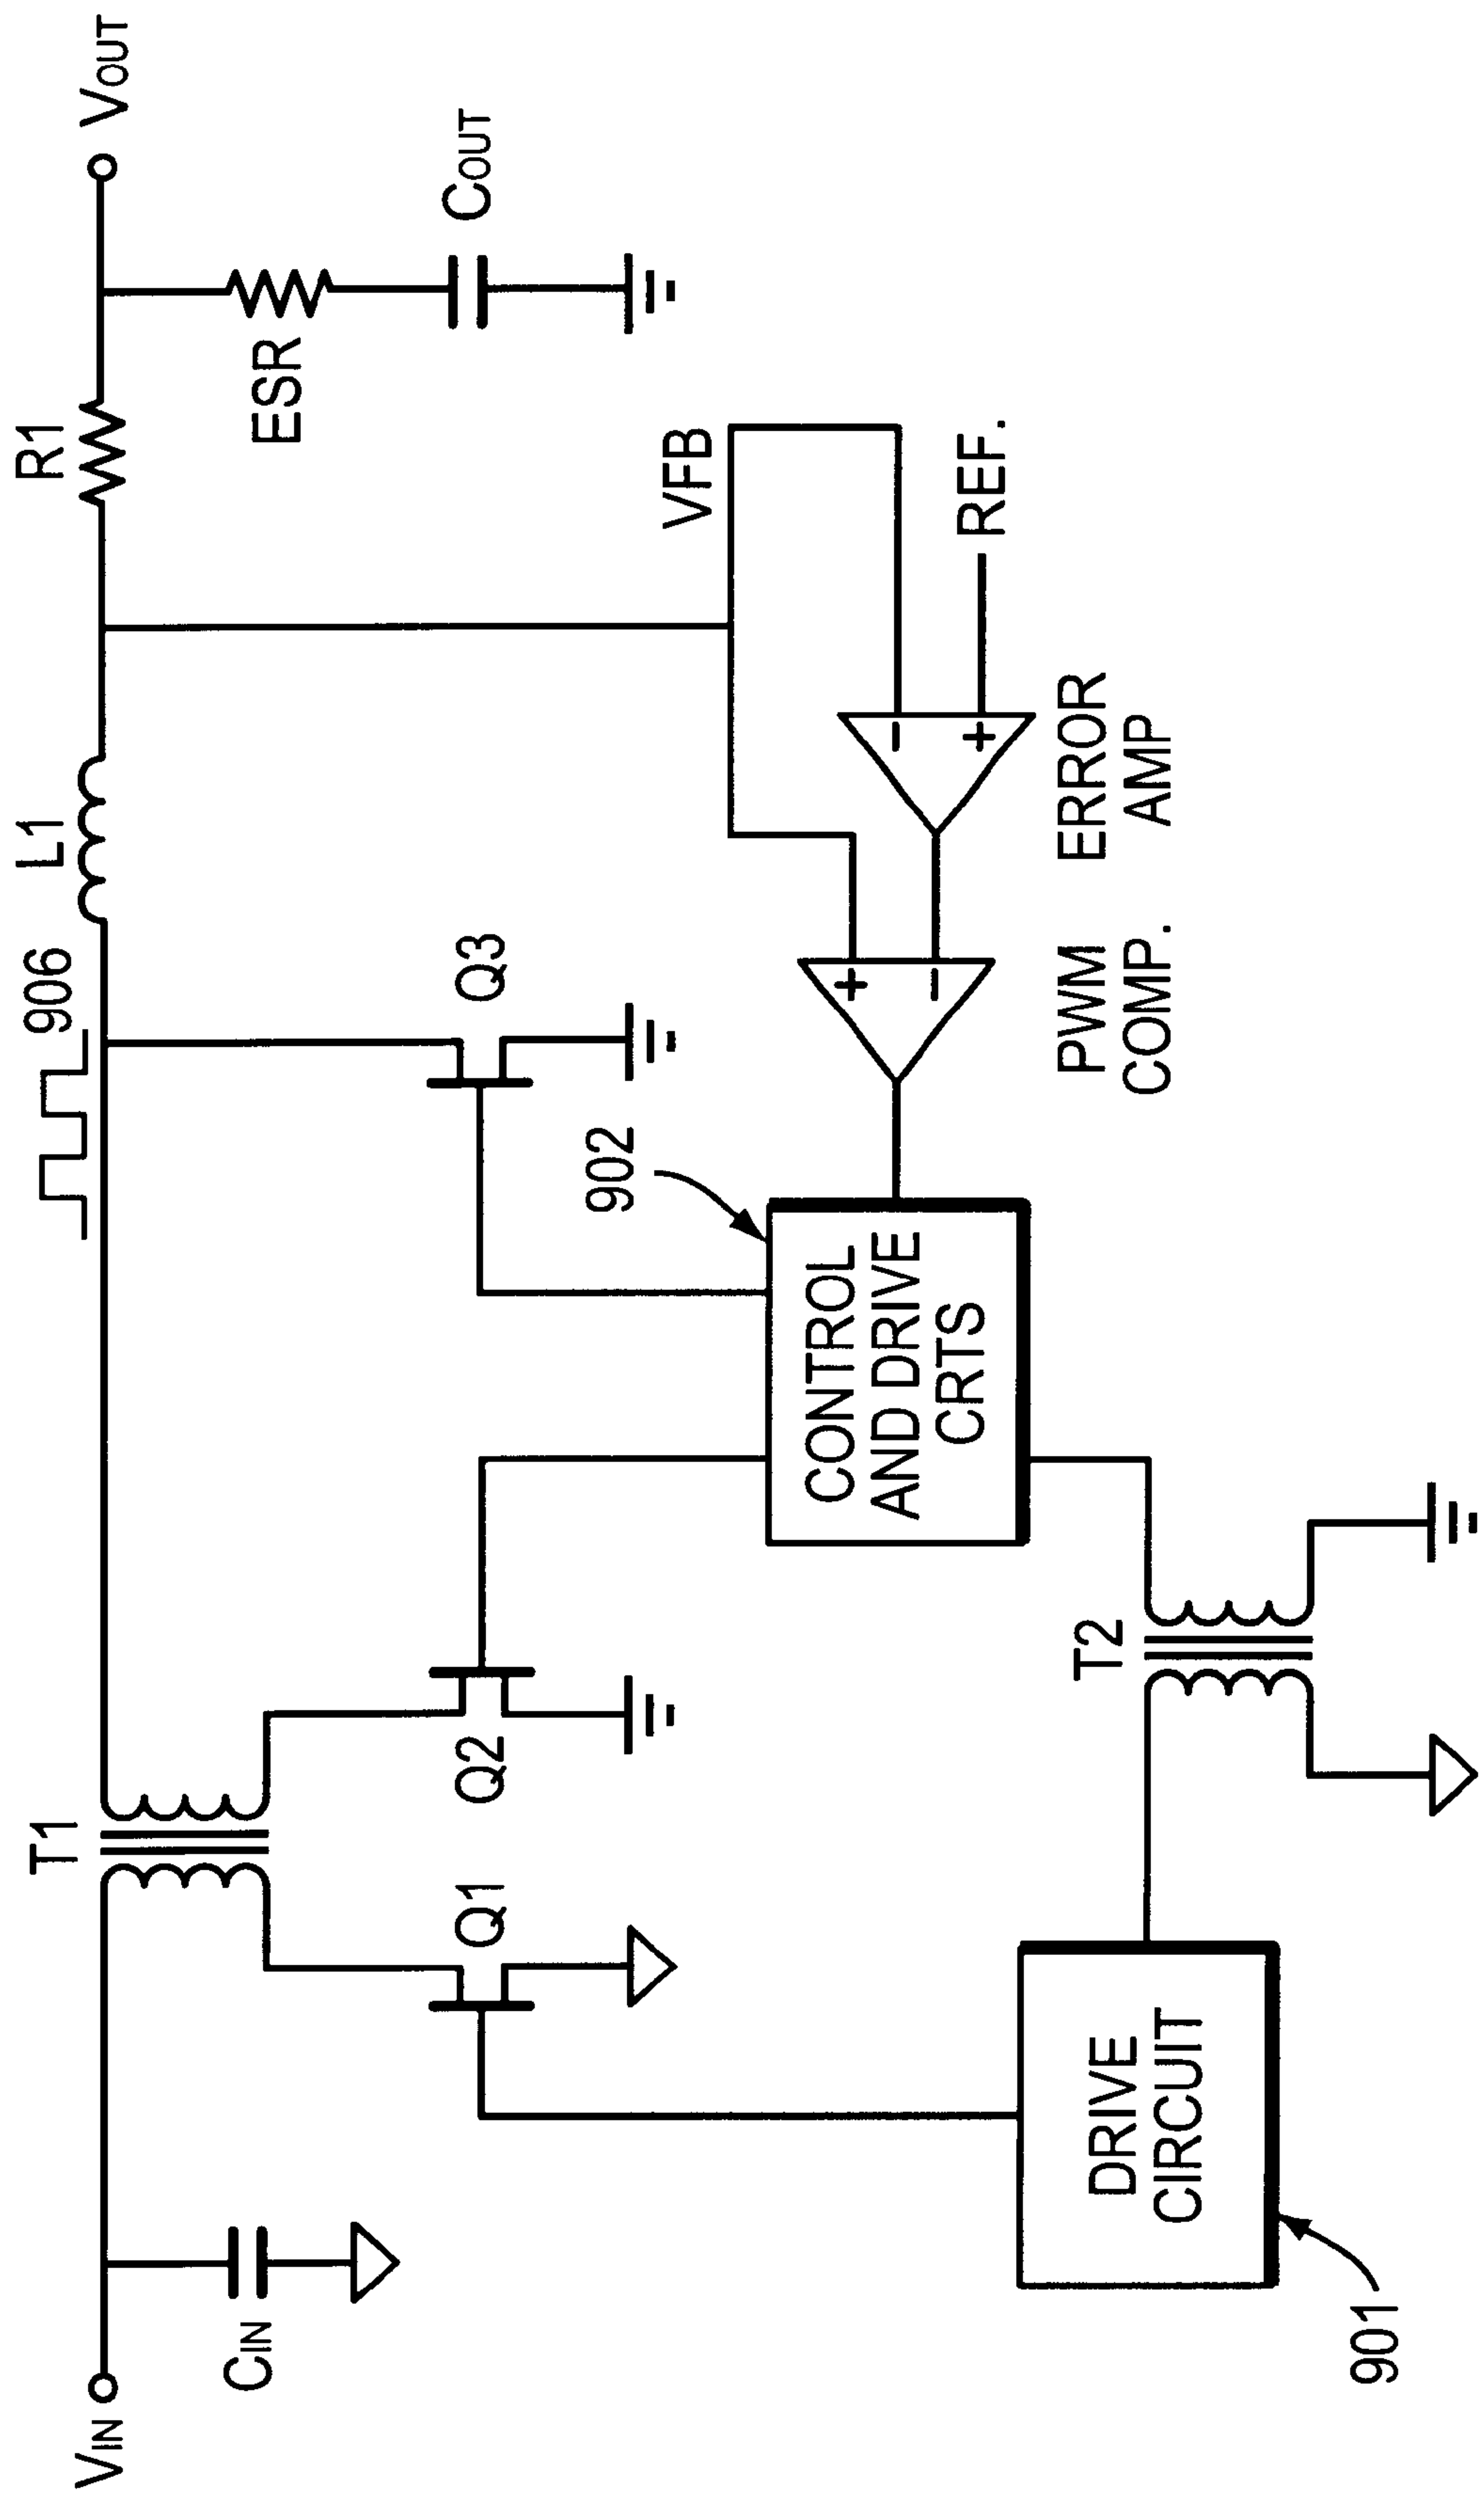 VIN
CIN
T1
Q1
Q2
906
Q3
L1
R1
VOUT
ESR
COUT
VFB
REF.
-
+
ERROR
AMP
+
-
PWM
COMP.
902
CONTROL
AND DRIVE
CRTS
T2
DRIVE
CIRCUIT
901